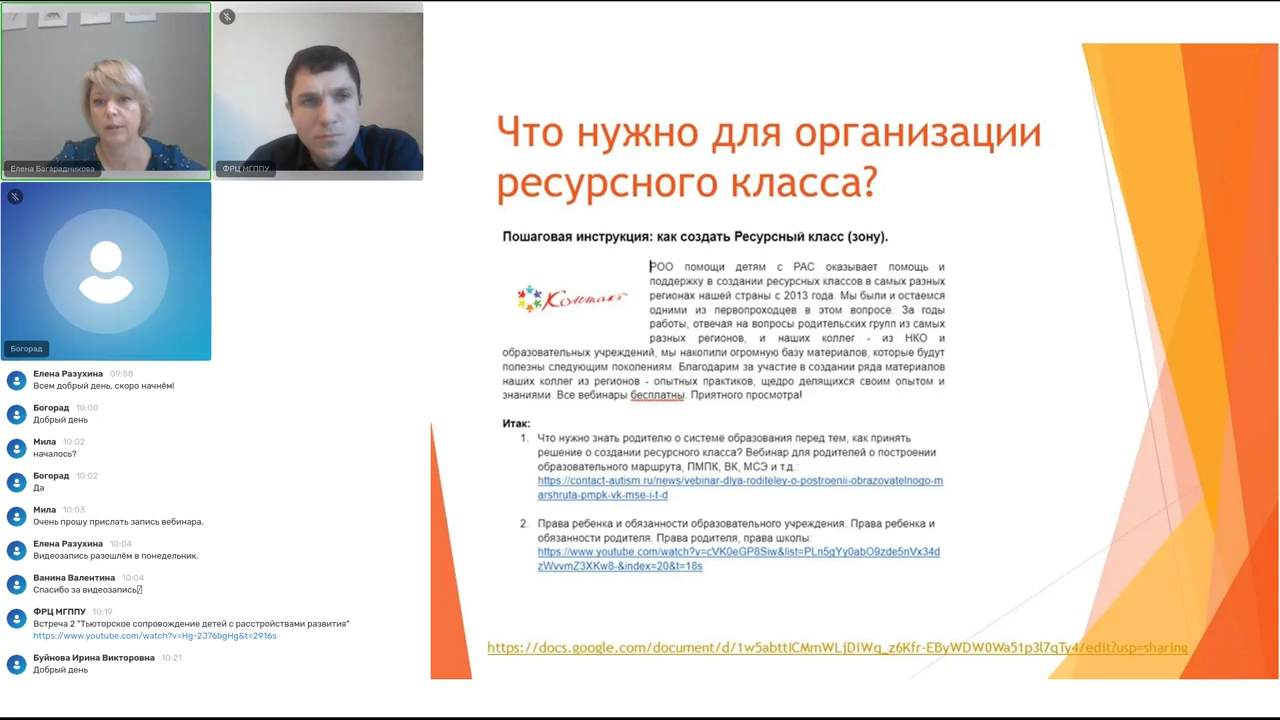 Елена Багарадникова
ФРЦ МГППУ
Богорад
Елена Разухина 09:58
Всем добрый день, скоро начнём!
Богорад 10:00
Добрый день
Мила 10:02
началось?
Богорад 10:02
Да
Мила 10:03
Очень прошу прислать запись вебинара.
Елена Разухина 10:04
Видеозапись разошлём в понедельник.
Ванина Валентина 10:04
Спасибо за видеозапись
ФРЦ МГППУ 10:19
Встреча 2 "Тьюторское сопровождение детей с расстройствами развития"
https://www.youtube.com/watch?v=Hg-2J76bgHg&t=2916s
Буйнова Ирина Викторовна 10:21
Добрый день
Что нужно для организации
ресурсного класса?
Пошаговая инструкция: как создать Ресурсный класс (зону).
Контакт
РОО помощи детям с РАС оказывает помощь и
поддержку в создании ресурсных классов в самых разных
регионах нашей страны с 2013 года. Мы были и остаемся
одними из первопроходцев в этом вопросе. За годы
работы, отвечая на вопросы родительских групп из самых
разных регионов, и наших коллег - из НКО и
образовательных учреждений, мы накопили огромную базу материалов, которые будут
полезны следующим поколениям. Благодарим за участие в создании ряда материалов
наших коллег из регионов - опытных практиков, щедро делящихся своим опытом и
знаниями. Все вебинары бесплатны. Приятного просмотра!
Итак:
1. Что нужно знать родителю о системе образования перед тем, как принять
решение о создании ресурсного класса? Вебинар для родителей о построении
образовательного маршрута, ПМПК, ВК, МСЭ и т.д.:
https://contact-autism.ru/news/vebinar-dlya-roditeley-o-postroenii-obrazovatelnogo-m
arshruta-pmpk-vk-mse-i-t-d
2. Права ребенка и обязанности образовательного учреждения. Права ребенка и
обязанности родителя. Права родителя, права школы:
https://www.youtube.com/watch?v=cVK0eGP8Siw&list=PLn5qYy0abO9zde5nVx34d
zWvvmZ3XKw8-&index=20&t=18s
https://docs.google.com/document/d/1w5abttICMmWLjDiWq_z6Kfr-EByWDW0Wa51p3l7qTy4/edit?usp=sharing